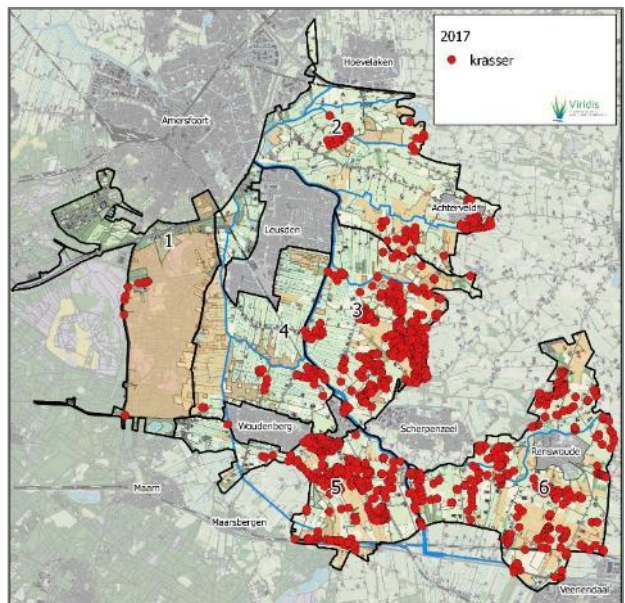 2017
krasser
Viridis
Hoevelaken
Amersfoort
2
Achterveld
1
Leusden
3
4
Woudenberg
Scherpenzeel
Renswoude
5
6
Maarn
Maarsbergen
Veenendaal